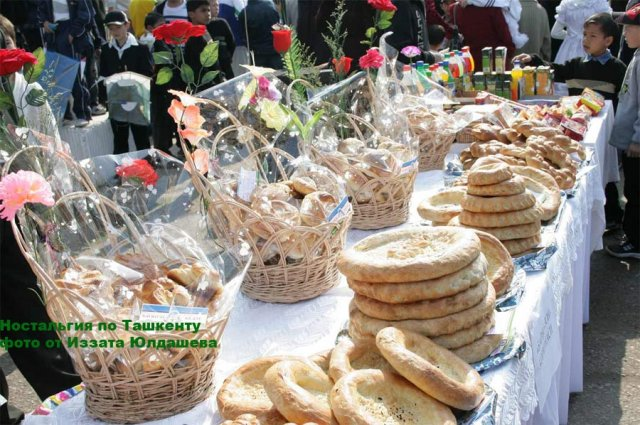 Ностальгия по Ташкенту
фото от Иззата Юлдашева